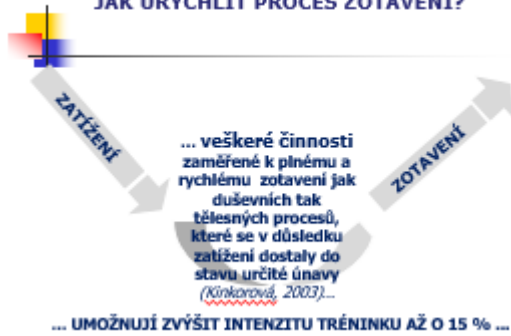 JAK URYCHLIT PROCES ZOTAVENÍ?
ZATÍŽENÍ
... veškeré činnosti
zaměřené k plnému a
rychlému zotavení jak
duševních tak
tělesných procesů,
které se v důsledku
zatížení dostaly do
stavu určité únavy
(Kinkorová, 2003)...
ZOTAVENÍ
... UMOŽNUJÍ ZVÝŠIT INTENZITU TRÉNINKU AŽ O 15 % ...